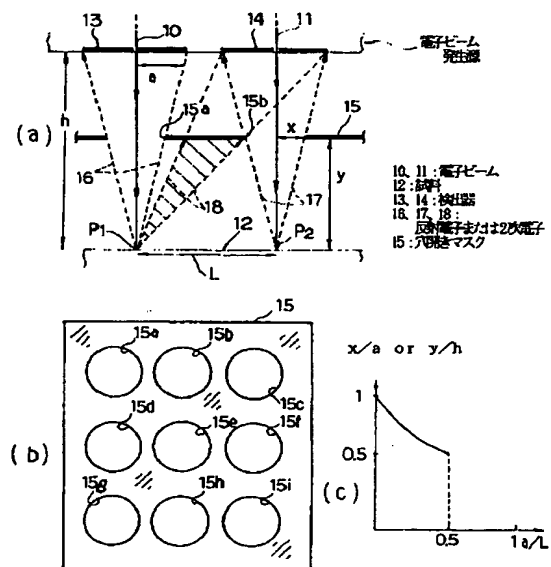 13 10 14 11
電子ビーム
発生源
a
(a) h 15a 15b 15
x
16 18 17 y
P1 12 P2
L
10、11：電子ビーム
12：試料
13、14：検出器
16、17、18：
反射電子または2次電子
15：穴開きマスク
15
15a 15b
15c
15d 15e 15f
(b)
15g 15h 15i
x/a or y/h
1
0.5
(c)
0.5 1 a/L